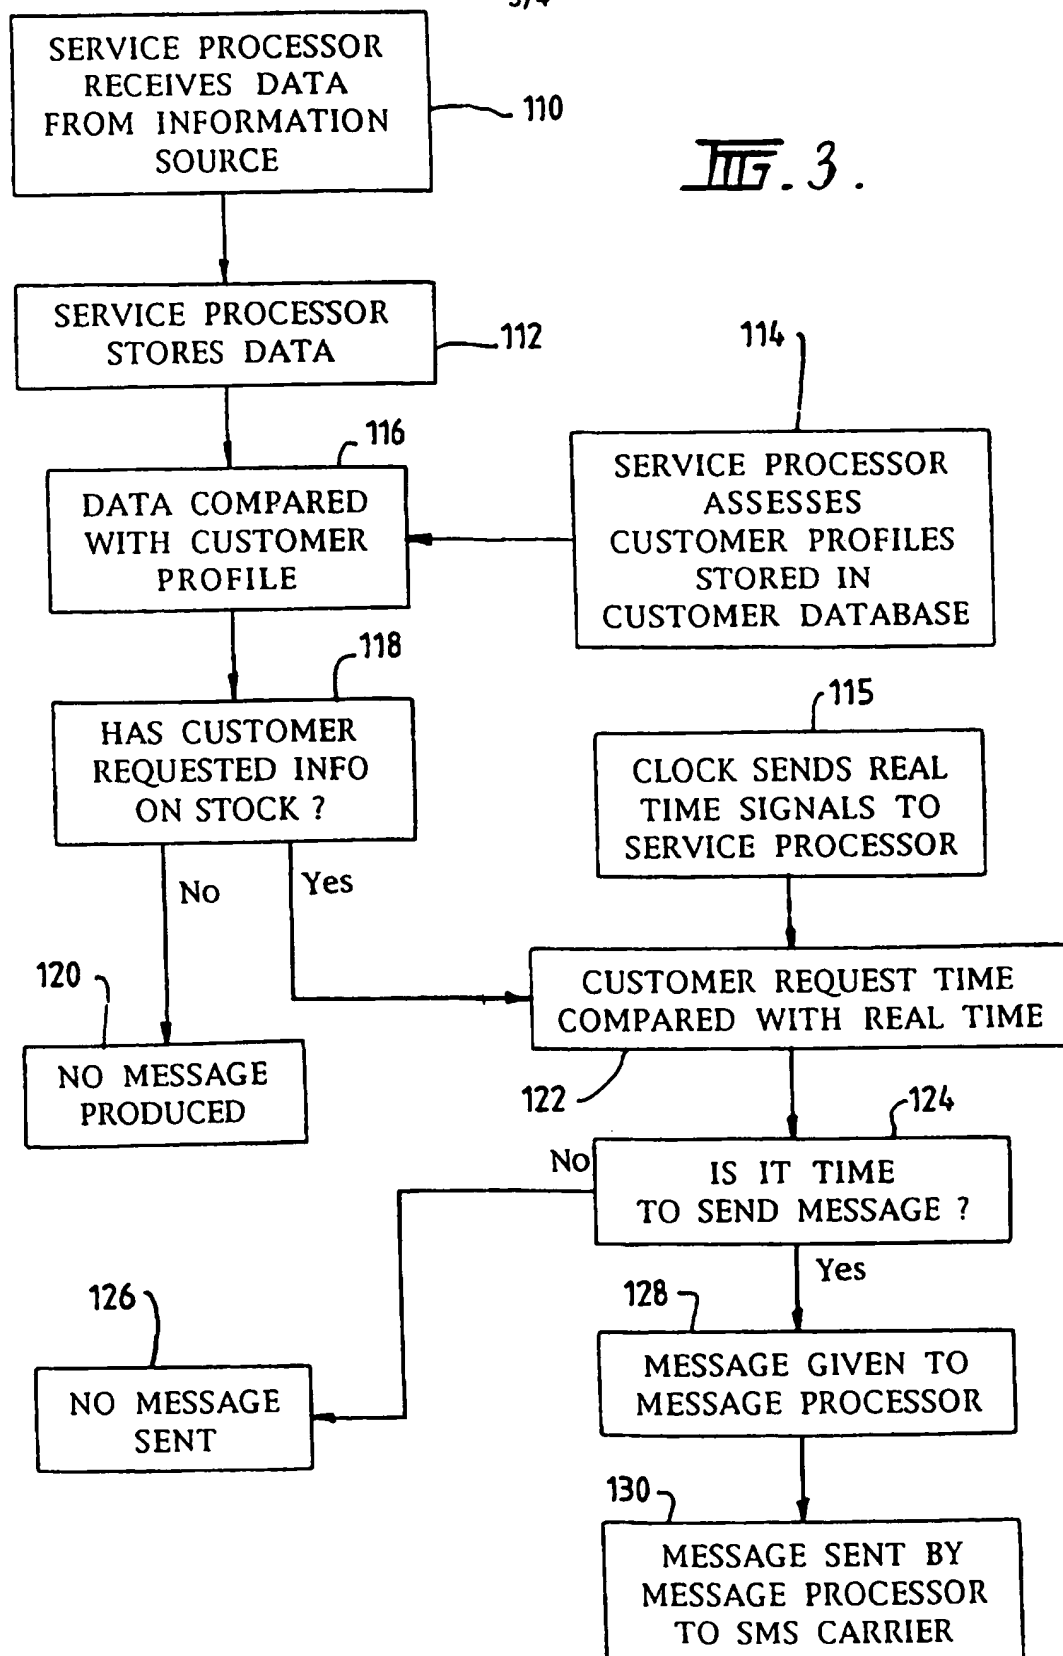 3/4
SERVICE PROCESSOR
RECEIVES DATA
FROM INFORMATION
SOURCE
110
FIG. 3.
SERVICE PROCESSOR
STORES DATA
112
114
116
DATA COMPARED
WITH CUSTOMER
PROFILE
SERVICE PROCESSOR
ASSESSES
CUSTOMER PROFILES
STORED IN
CUSTOMER DATABASE
118
HAS CUSTOMER
REQUESTED INFO
ON STOCK ?
115
CLOCK SENDS REAL
TIME SIGNALS TO
SERVICE PROCESSOR
No
Yes
120
NO MESSAGE
PRODUCED
CUSTOMER REQUEST TIME
COMPARED WITH REAL TIME
122
124
No
IS IT TIME
TO SEND MESSAGE ?
Yes
126
NO MESSAGE
SENT
128
MESSAGE GIVEN TO
MESSAGE PROCESSOR
130
MESSAGE SENT BY
MESSAGE PROCESSOR
TO SMS CARRIER